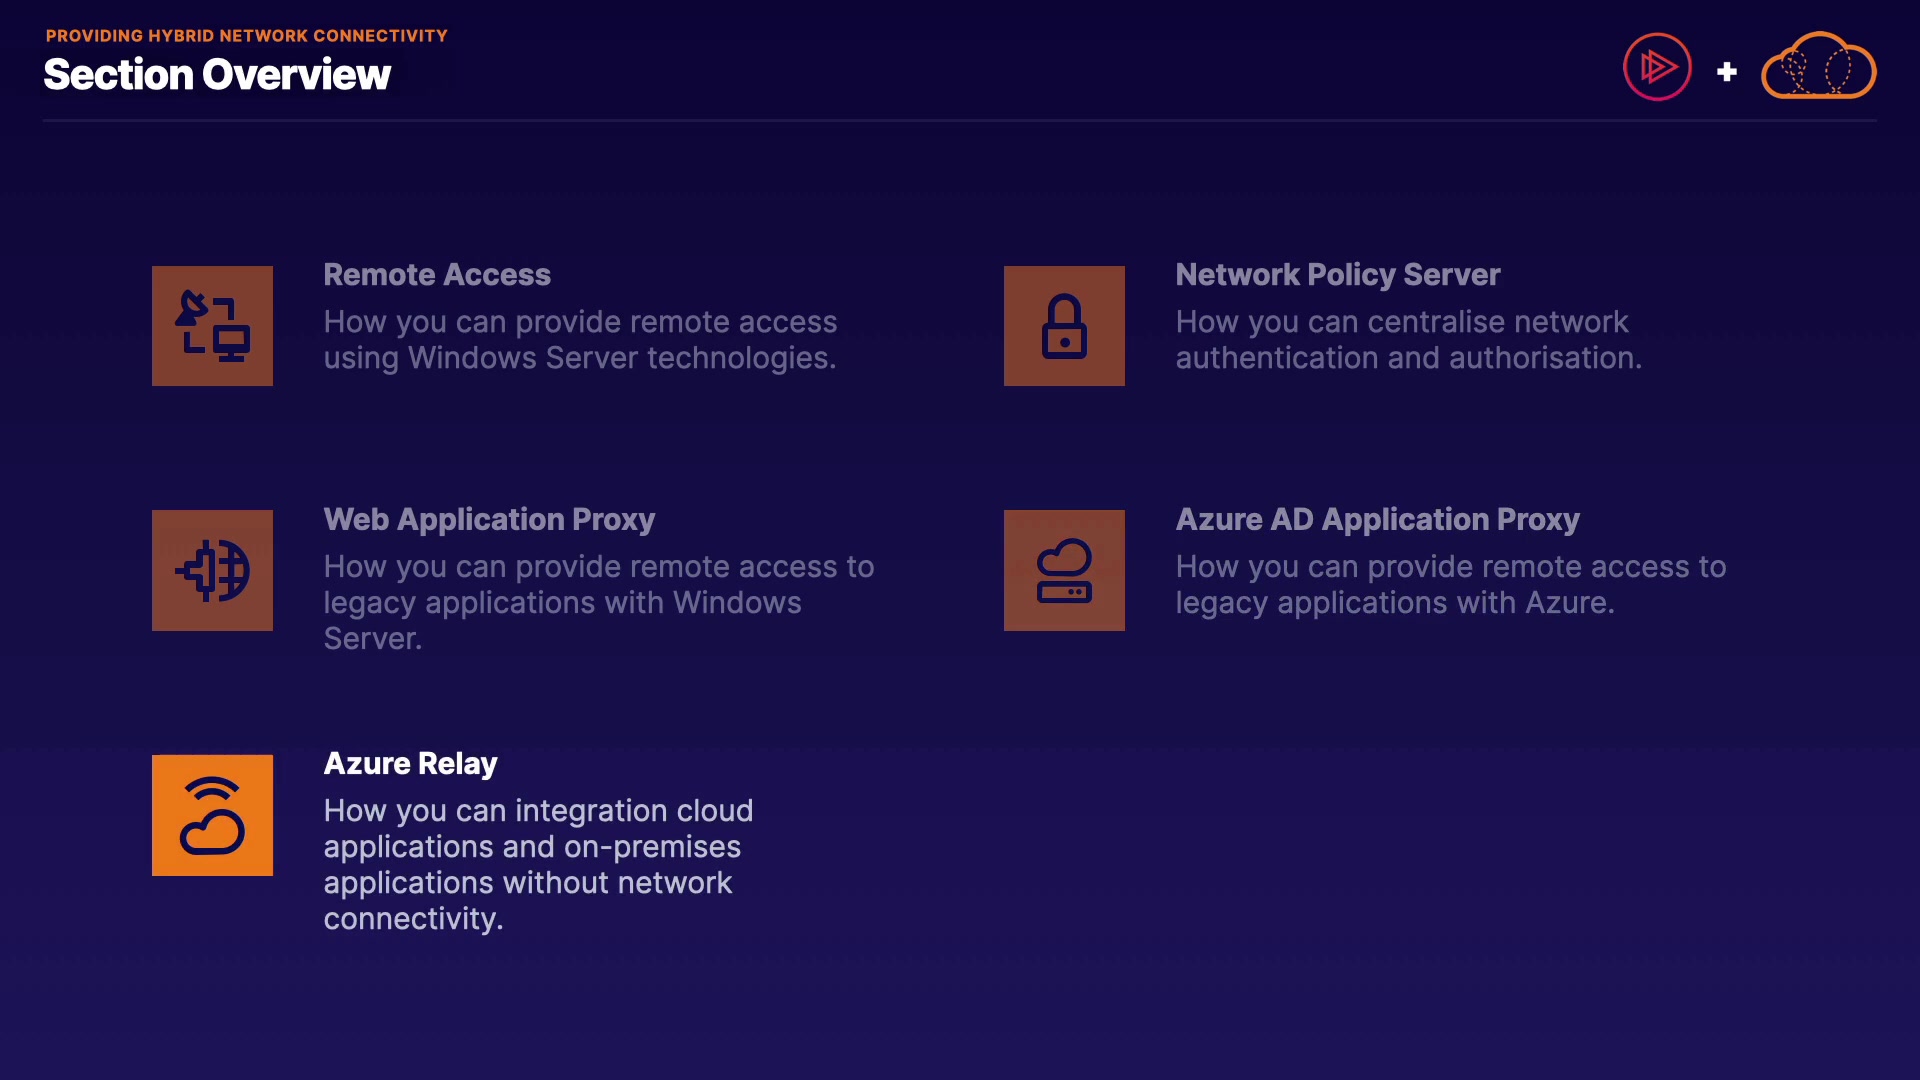 PROVIDING HYBRID NETWORK CONNECTIVITY
Section Overview
Remote Access
How you can provide remote access
using Windows Server technologies.
Network Policy Server
How you can centralise network
authentication and authorisation.
Web Application Proxy
How you can provide remote access to
legacy applications with Windows
Server.
Azure AD Application Proxy
How you can provide remote access to
legacy applications with Azure.
Azure Relay
How you can integration cloud
applications and on-premises
applications without network
connectivity.